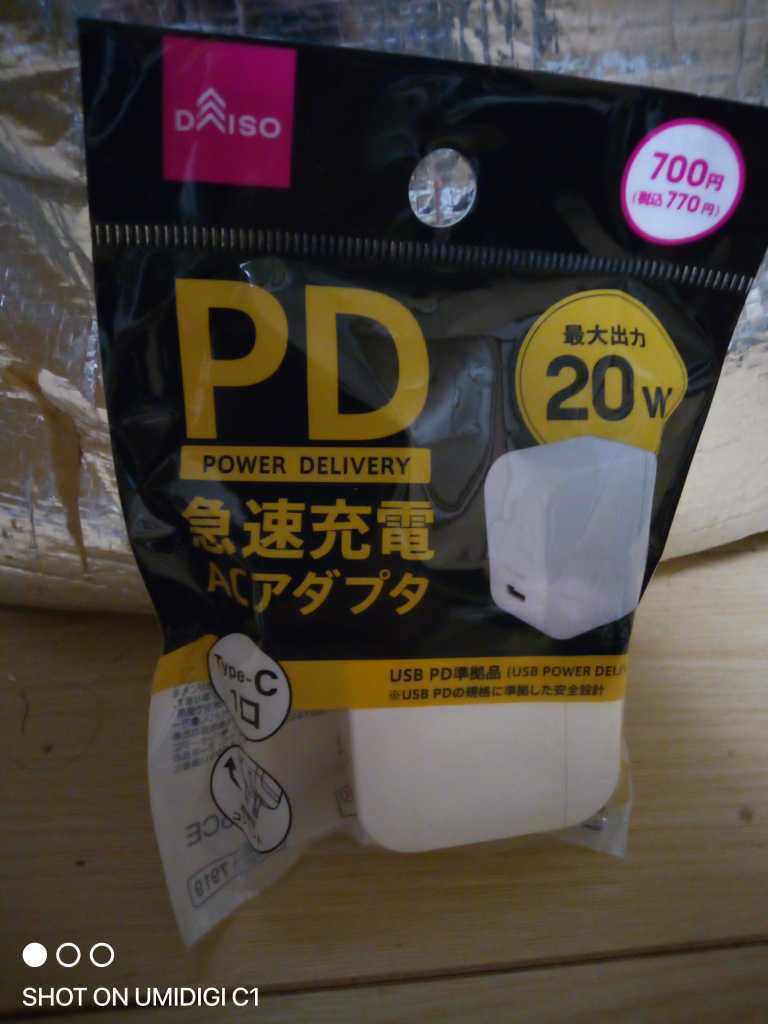 DAISO
700円
(税込770円)
PD
POWER DELIVERY
急速充電
ACアダプタ
最大出力
20W
Type-C
1口
USB PD準拠品 (USB POWER
※USB PDの規格に準拠した安全設計
SHOT ON UMIDIGI C1